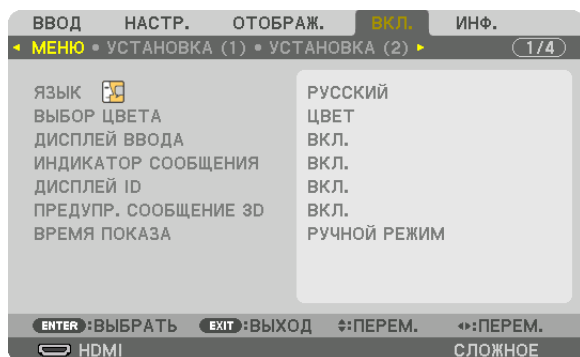 ВВОД НАСТР. ОТОБРАЖ. ВКЛ. ИНФ.
МЕНЮ • УСТАНОВКА (1) • УСТАНОВКА (2) 1/4
ЯЗЫК РУССКИЙ
ВЫБОР ЦВЕТА ЦВЕТ
ДИСПЛЕЙ ВВОДА ВКЛ.
ИНДИКАТОР СООБЩЕНИЯ ВКЛ.
ДИСПЛЕЙ ID ВКЛ.
ПРЕДУПР. СООБЩЕНИЕ 3D ВКЛ.
ВРЕМЯ ПОКАЗА РУЧНОЙ РЕЖИМ
ENTER :ВЫБРАТЬ EXIT :ВЫХОД :ПЕРЕМ. :ПЕРЕМ.
HDMI СЛОЖНОЕ